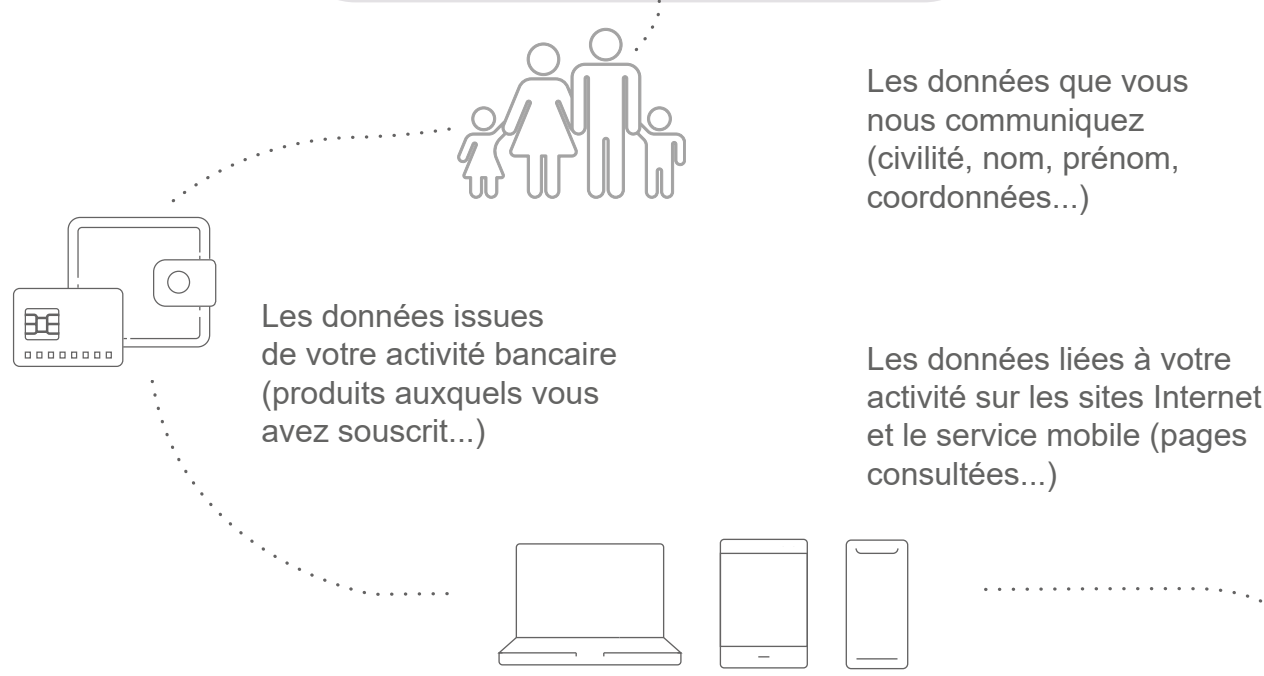 Les données que vous
nous communiquez
(civilité, nom, prénom,
coordonnées...)
Les données issues
de votre activité bancaire
(produits auxquels vous
avez souscrit...)
Les données liées à votre
activité sur les sites Internet
et le service mobile (pages
consultées...)